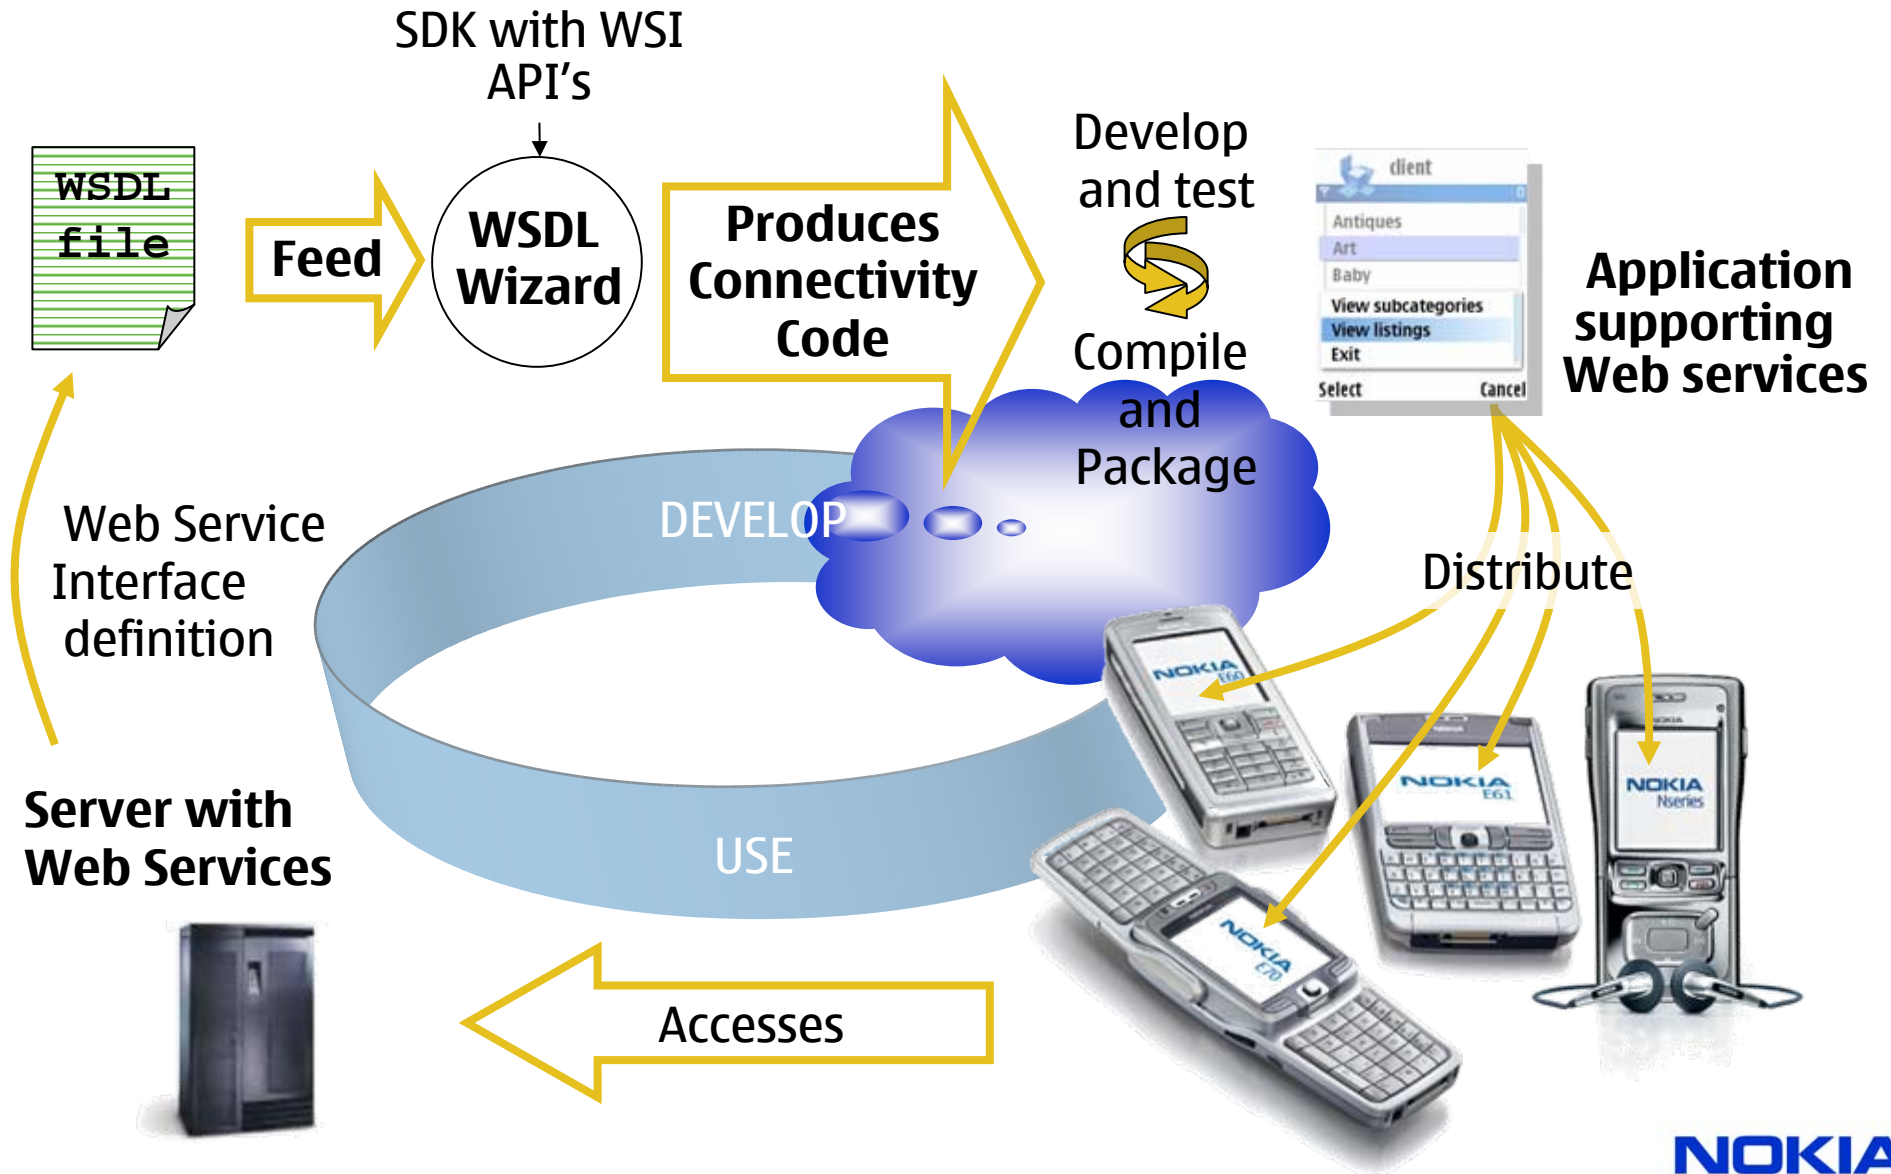 SDK with WSI
API's
WSDL
file
Feed
WSDL
Wizard
Produces
Connectivity
Code
Develop
and test
Compile
and
Package
client
Antiques
Art
Baby
View subcategories
View listings
Exit
Select
Cancel
Application
supporting
Web services
Web Service
Interface
definition
DEVELOP
USE
Distribute
NOKIA
E60
NOKIA
E61
NOKIA
NOKIA
Nseries
NOKIA
E70
Server with
Web Services
Accesses
NOKIA